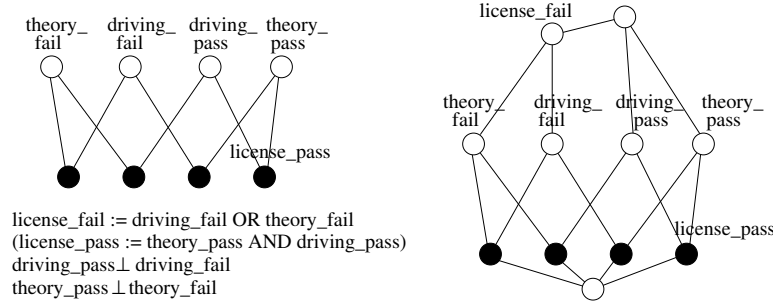 theory_
fail
driving_
fail
driving_
pass
theory_
pass
license_pass
license_fail := driving_fail OR theory_fail
(license_pass := theory_pass AND driving_pass)
driving_pass⊥ driving_fail
theory_pass⊥theory_fail
license_fail
theory_
fail
driving_
fail
driving_
pass
theory_
pass
license_pass